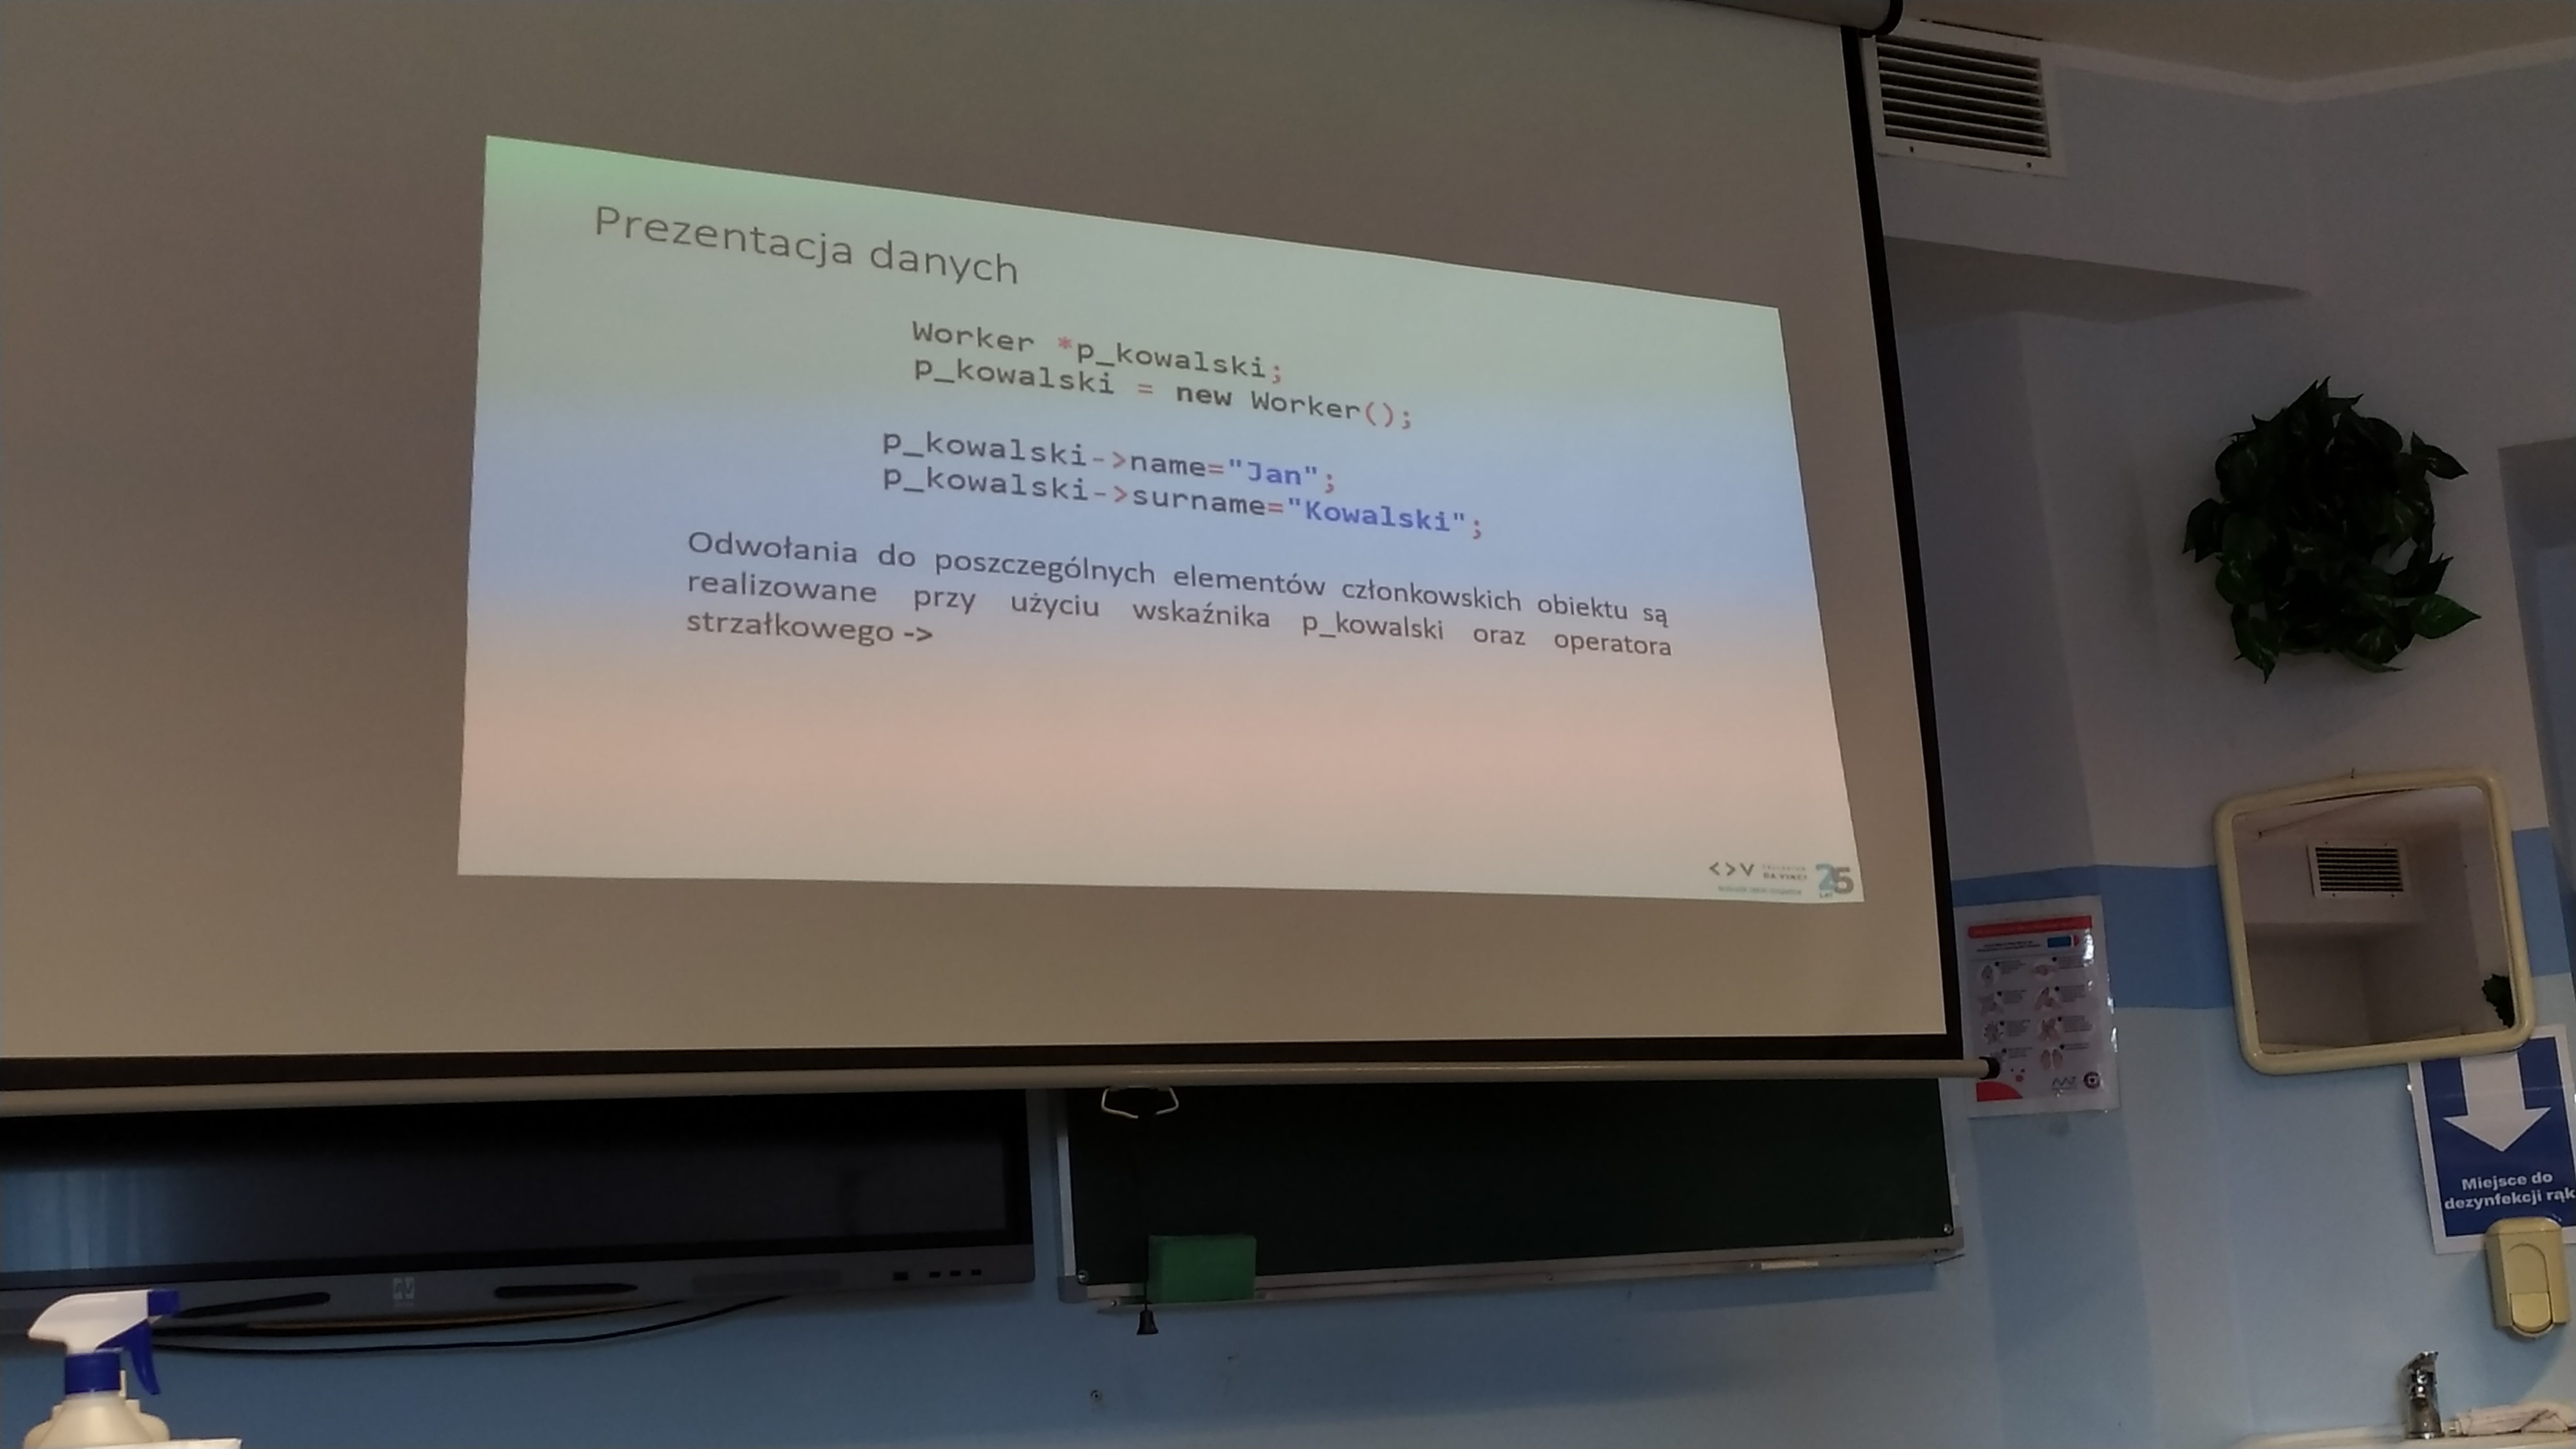 Prezentacja danych
Worker *p_kowalski;
p_kowalski = new Worker();
p_kowalski->name="Jan";
p_kowalski->surname="Kowalski";
Odwołania do poszczególnych elementów członkowskich obiektu są
realizowane przy użyciu wskaźnika p_kowalski oraz operatora
strzałkowego ->
<>V
DA VINCI
25
LAT
Miejsce do
dezynfekcji rąk